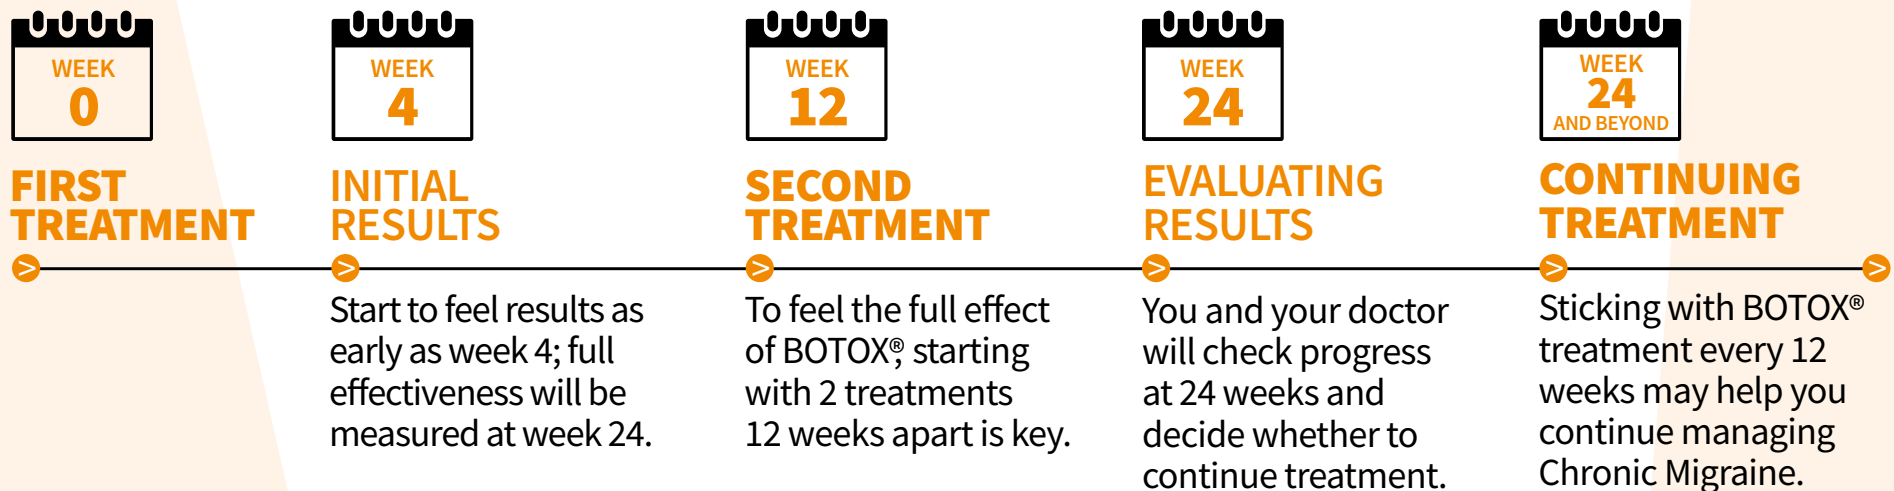 WEEK
0
FIRST
TREATMENT
WEEK
4
INITIAL
RESULTS
Start to feel results as
early as week 4; full
effectiveness will be
measured at week 24.
WEEK
12
SECOND
TREATMENT
To feel the full effect
of BOTOX®, starting
with 2 treatments
12 weeks apart is key.
WEEK
24
EVALUATING
RESULTS
You and your doctor
will check progress
at 24 weeks and
decide whether to
continue treatment.
WEEK
24
AND BEYOND
CONTINUING
TREATMENT
Sticking with BOTOX®
treatment every 12
weeks may help you
continue managing
Chronic Migraine.